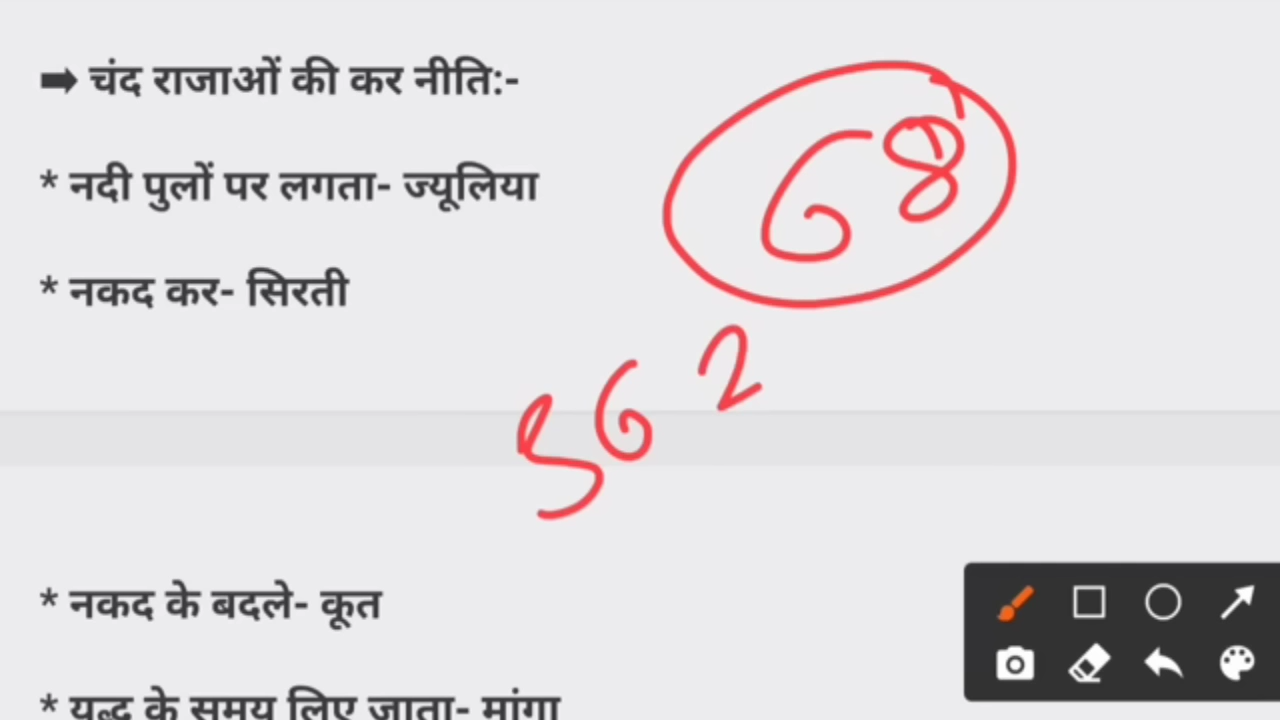 ➡ चंद राजाओं की कर नीति:-
* नदी पुलों पर लगता- ज्यूलिया
68
* नकद कर- सिरती
562
* नकद के बदले- कूत
* युद्ध के समय लिए जाता- मांगा